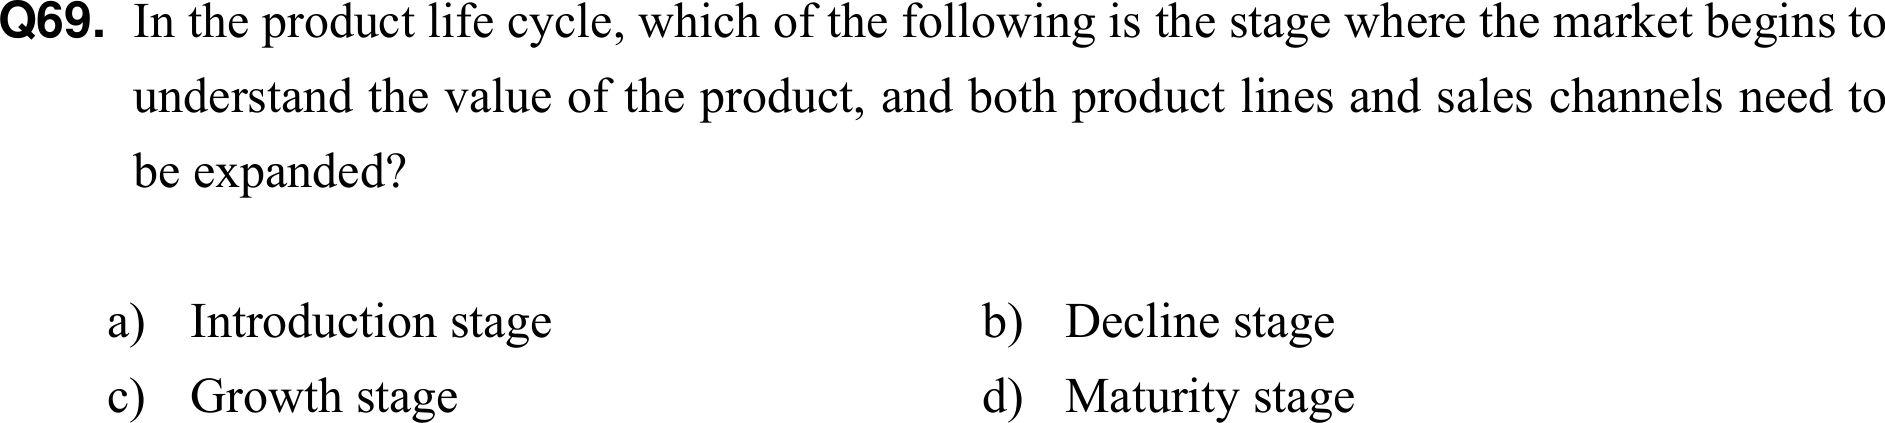 Q69. In the product life cycle, which of the following is the stage where the market begins to
understand the value of the product, and both product lines and sales channels need to
be expanded?
a) Introduction stage b) Decline stage
c) Growth stage d) Maturity stage